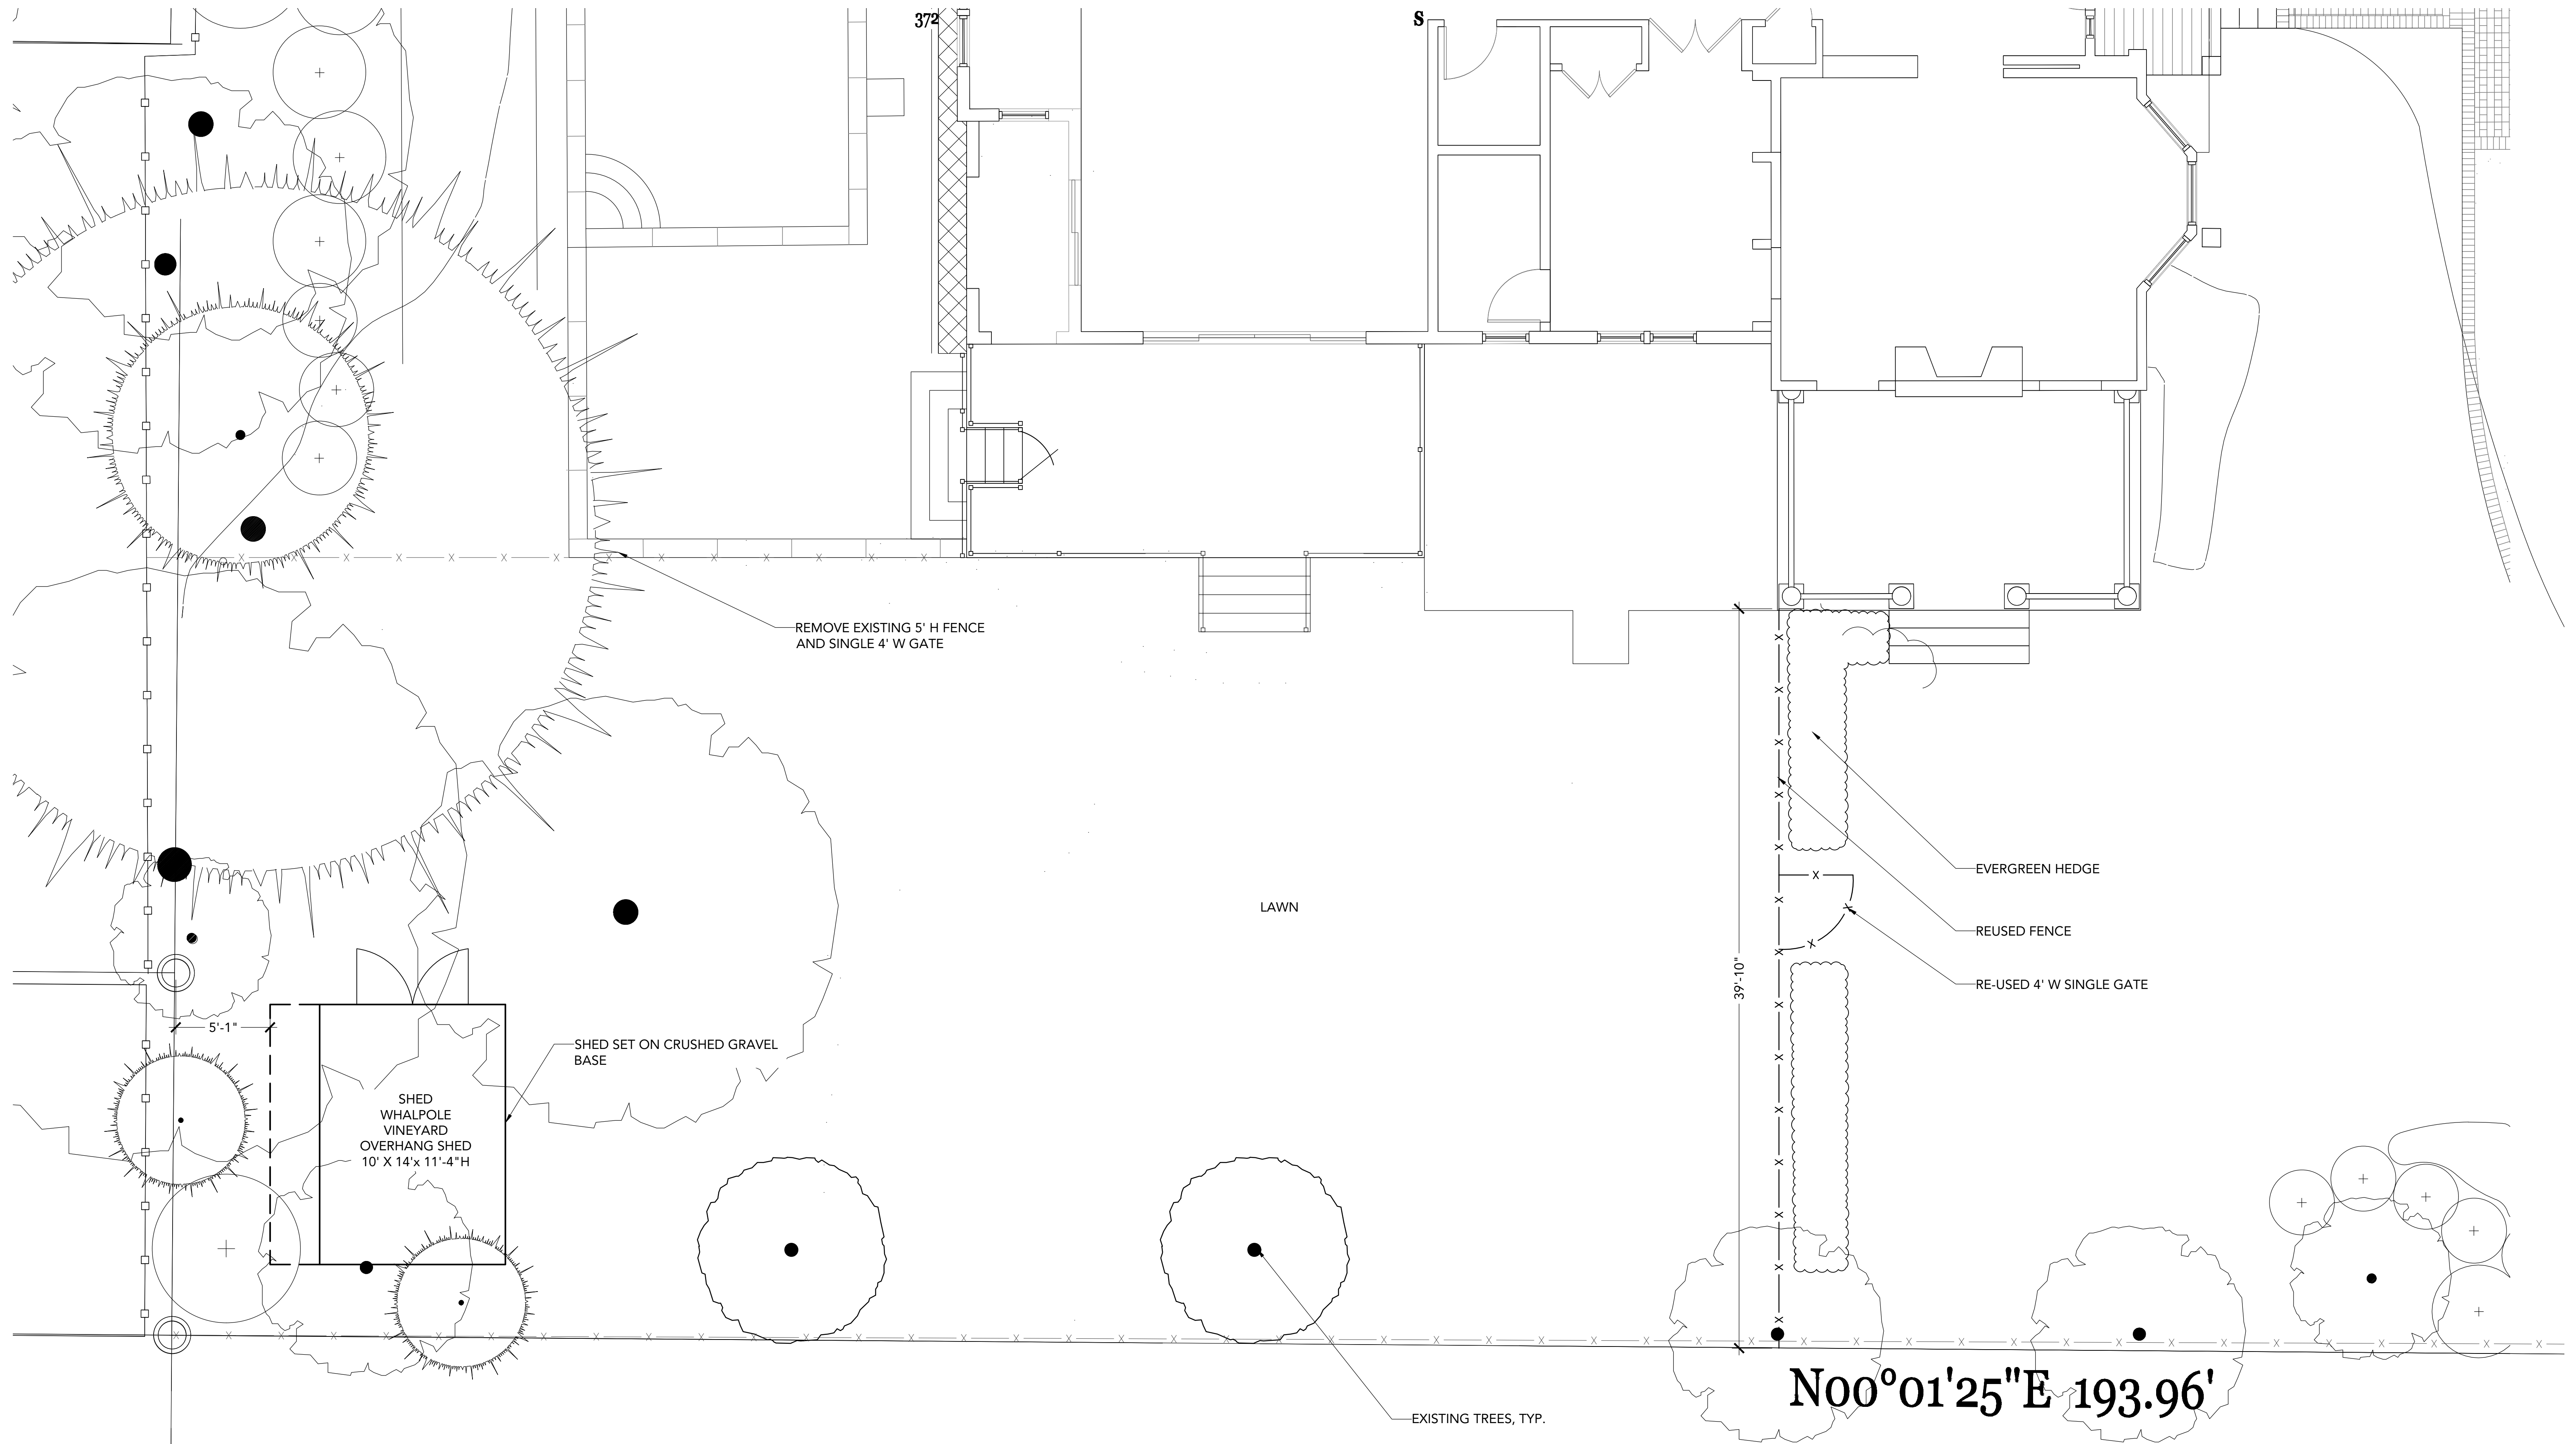 372
S
REMOVE EXISTING 5' H FENCE
AND SINGLE 4' W GATE
EVERGREEN HEDGE
LAWN
REUSED FENCE
39'-10"
RE-USED 4' W SINGLE GATE
5'-1"
SHED SET ON CRUSHED GRAVEL
BASE
SHED
WHALPOLE
VINEYARD
OVERHANG SHED
10' X 14'x 11'-4"H
N00°01'25"E 193.96'
EXISTING TREES, TYP.